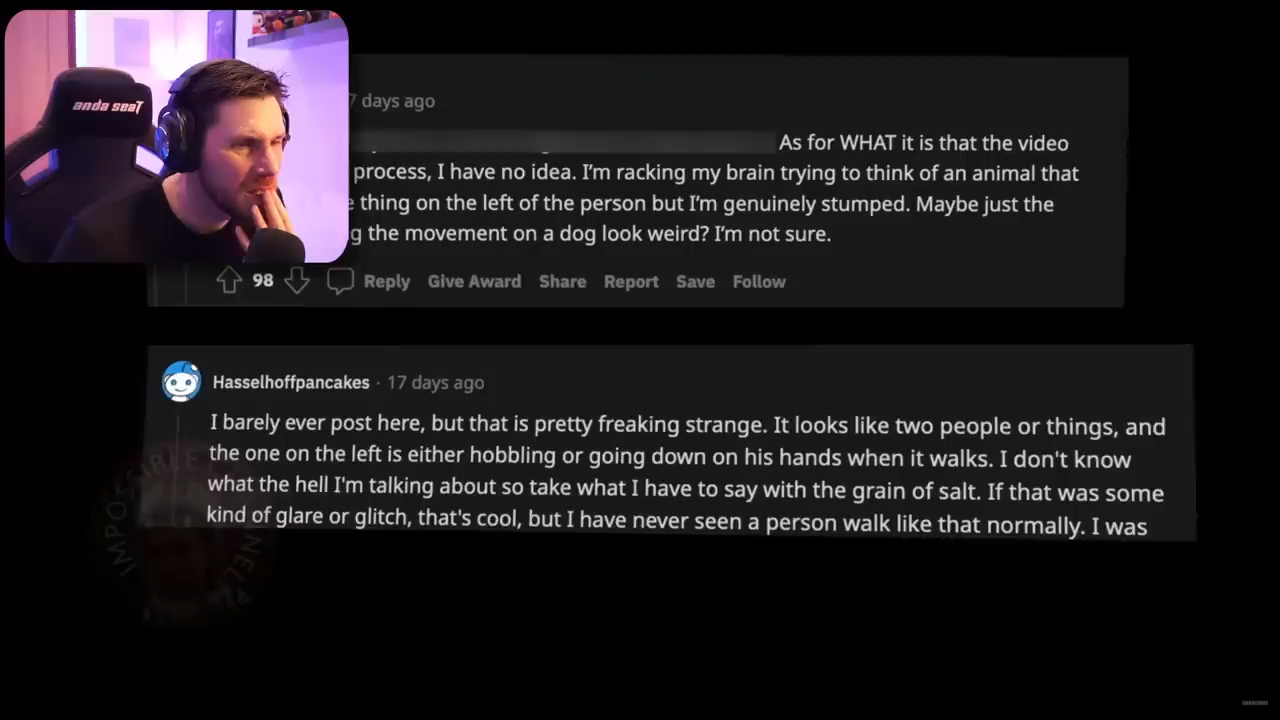 anda seaT
7 days ago
As for WHAT it is that the video
process, I have no idea. I'm racking my brain trying to think of an animal that
thing on the left of the person but I'm genuinely stumped. Maybe just the
the movement on a dog look weird? I'm not sure.
98 Reply Give Award Share Report Save Follow
Hasselhoffpancakes · 17 days ago
I barely ever post here, but that is pretty freaking strange. It looks like two people or things, and
the one on the left is either hobbling or going down on his hands when it walks. I don't know
what the hell I'm talking about so take what I have to say with the grain of salt. If that was some
kind of glare or glitch, that's cool, but I have never seen a person walk like that normally. I was
IMPOSSIBLE
SUBSCRIBE